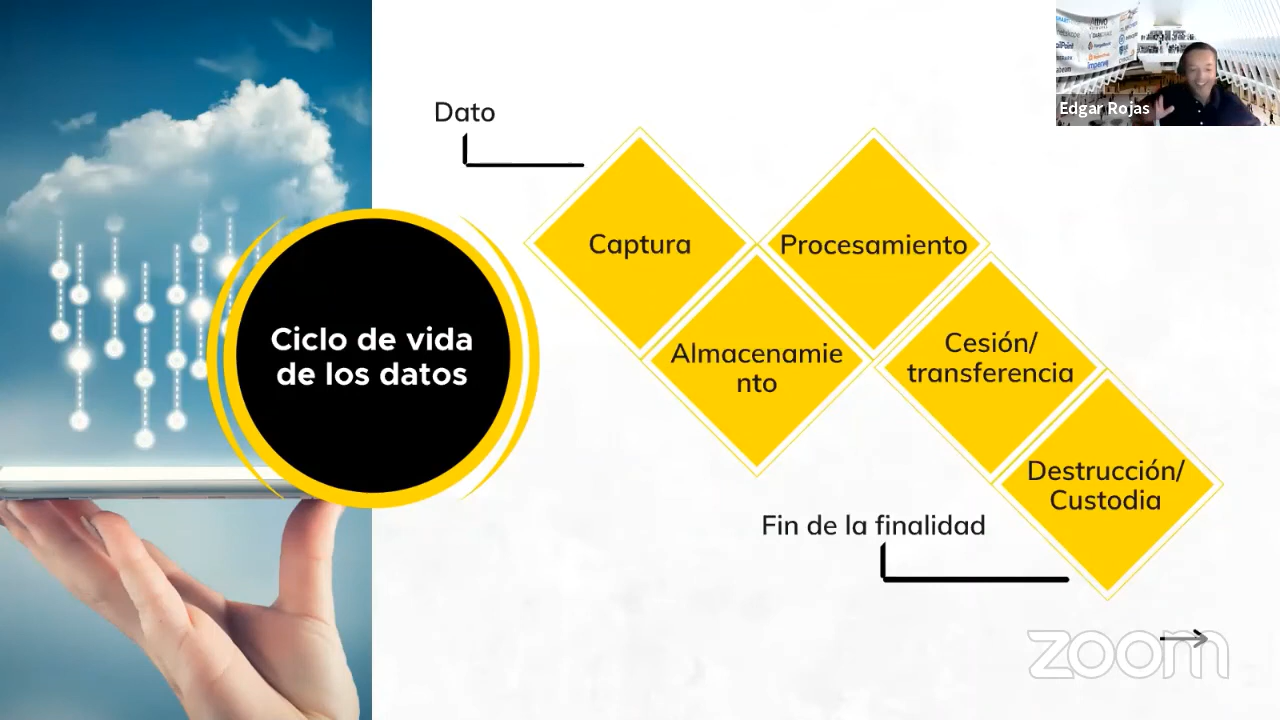 Dato
Captura
Procesamiento
Almacenamie
nto
Cesión/
transferencia
Destrucción/
Custodia
Fin de la finalidad
Ciclo de vida
de los datos
Edgar Rojas
imperva
zoom